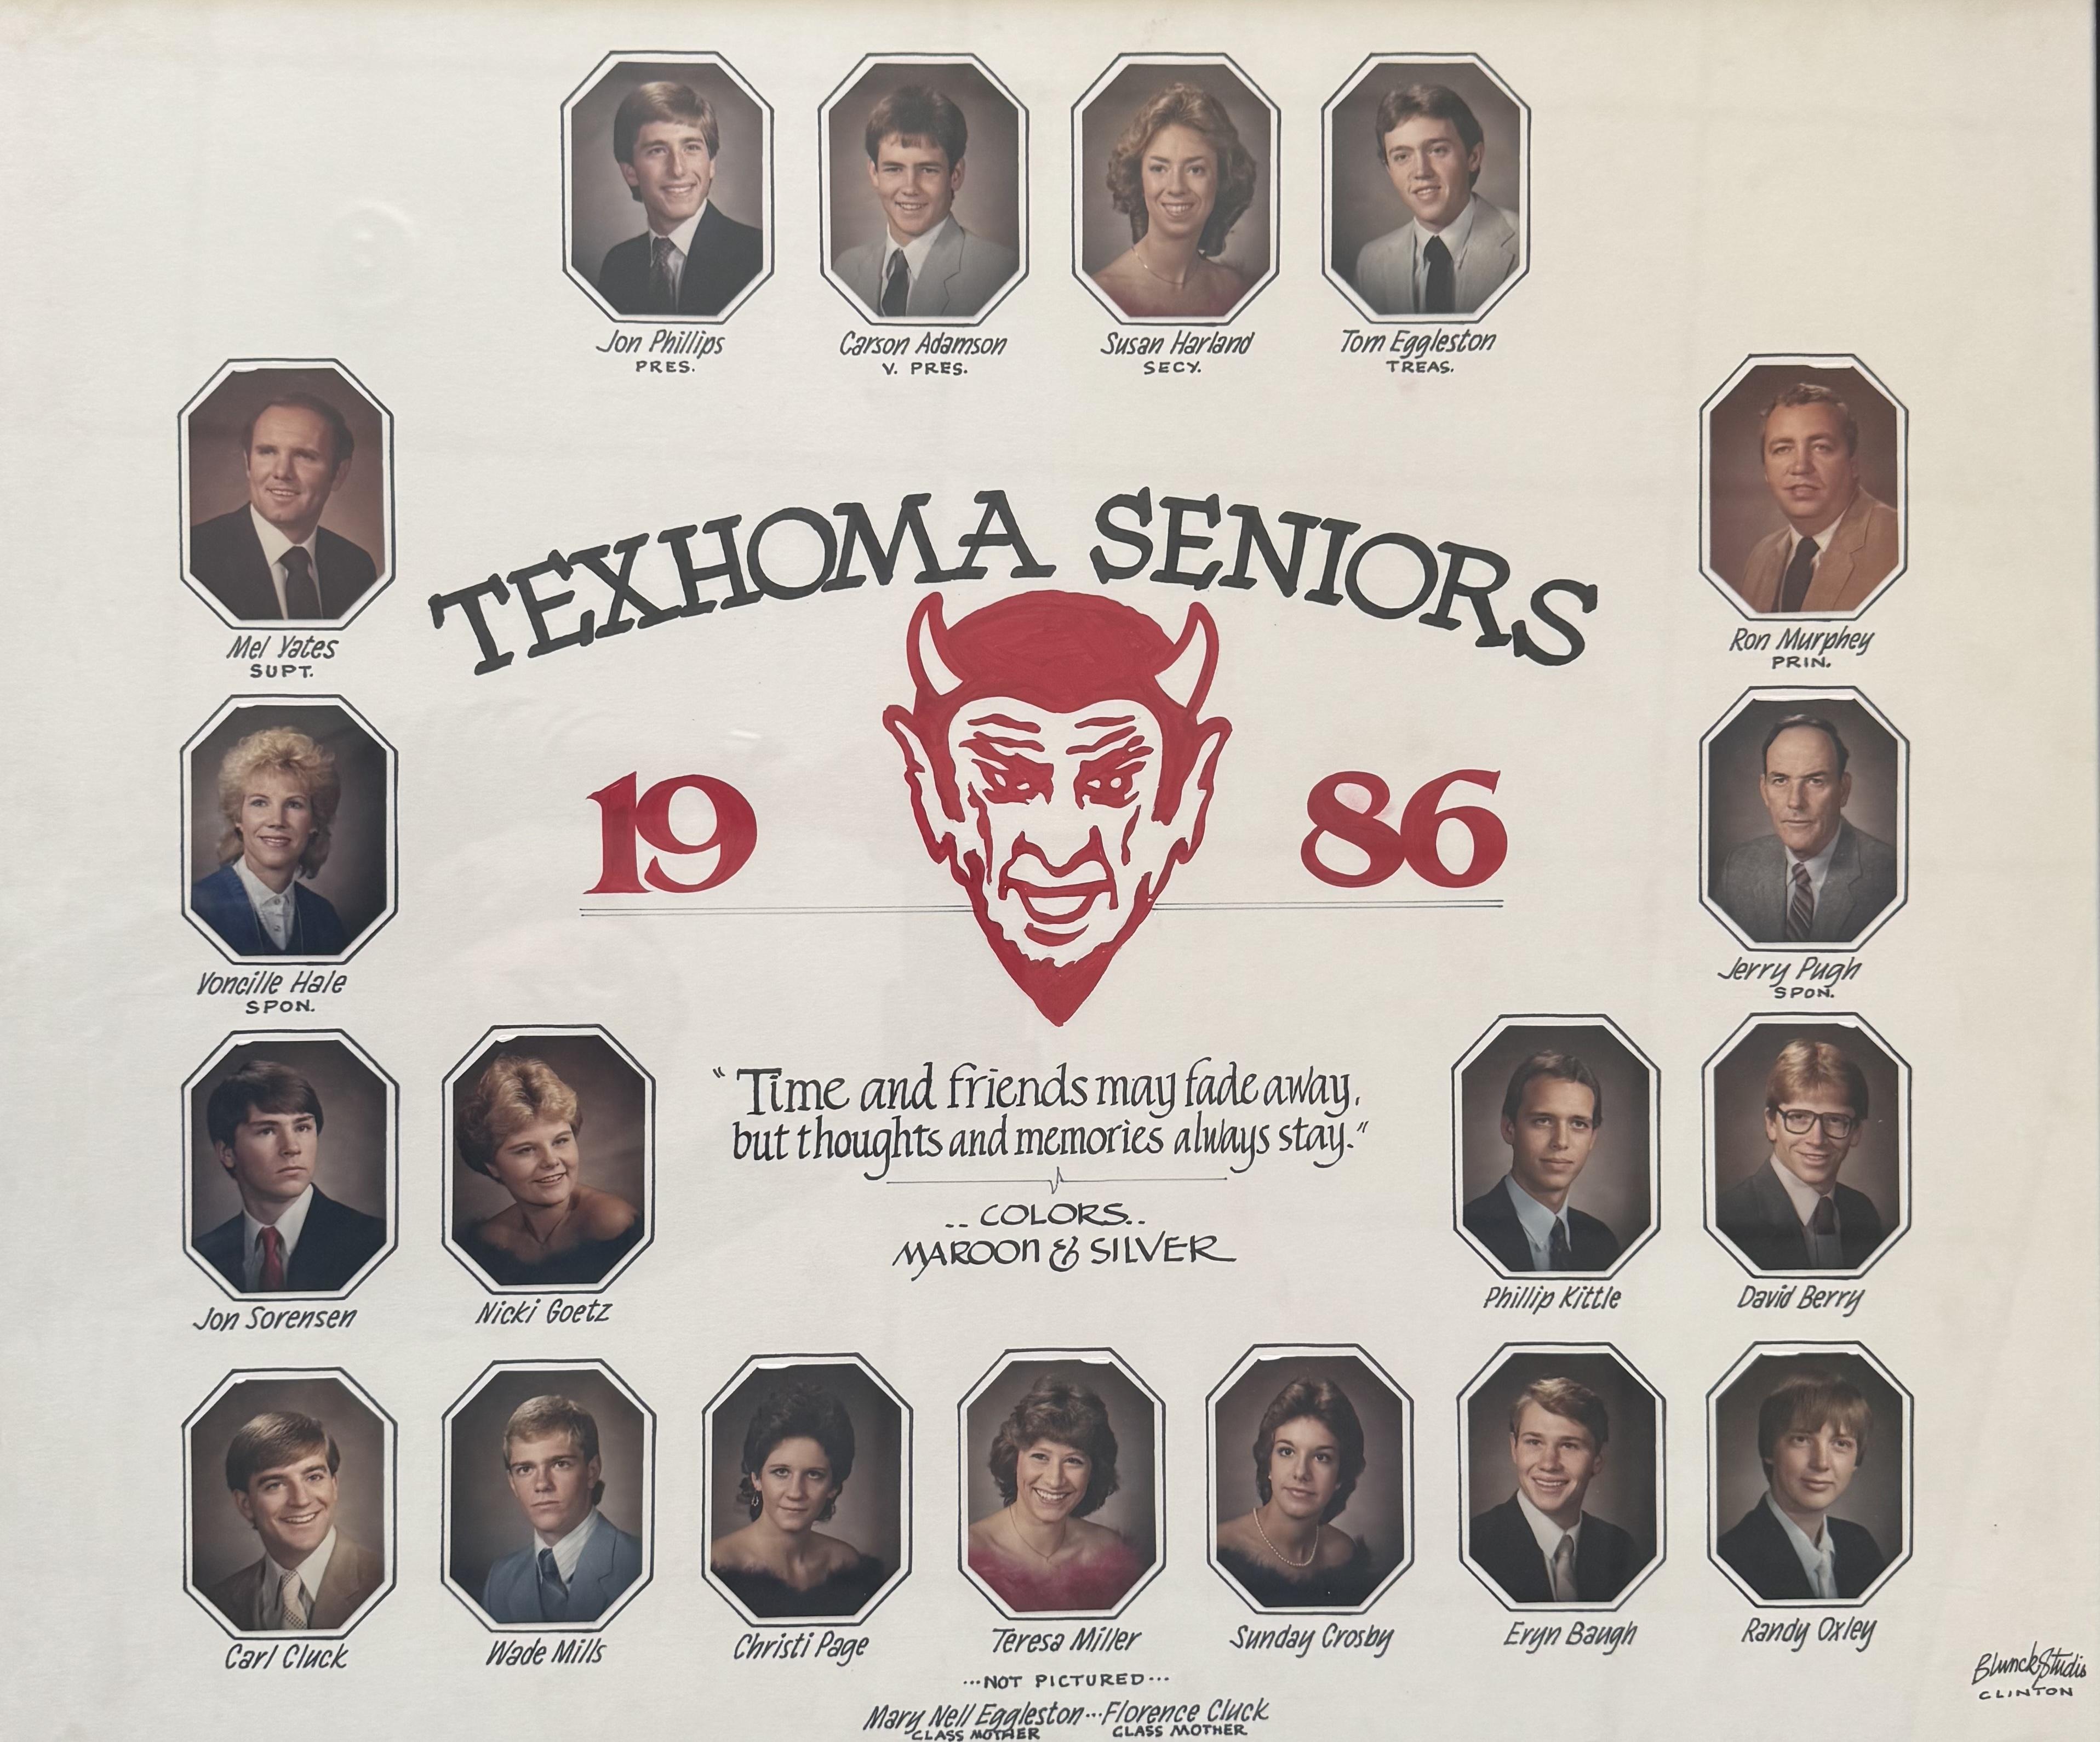 Jon Phillips
PRES.
Carson Adamson
V. PRES.
Susan Harland
SECY.
Tom Eggleston
TREAS.
Mel Yates
SUPT.
Ron Murphey
PRIN.
TEXHOMA SENIORS
1986
Voncille Hale
SPON.
Jerry Pugh
SPON.
"Time and friends may fade away,
but thoughts and memories always stay."
.. COLORS..
MAROON & SILVER
Jon Sorensen
Nicki Goetz
Phillip Kittle
David Berry
Carl Cluck
Wade Mills
Christi Page
Teresa Miller
Sunday Crosby
Eryn Baugh
Randy Oxley
...NOT PICTURED...
Mary Nell Eggleston...Florence Cluck
CLASS MOTHER CLASS MOTHER
Blunck Studio
CLINTON